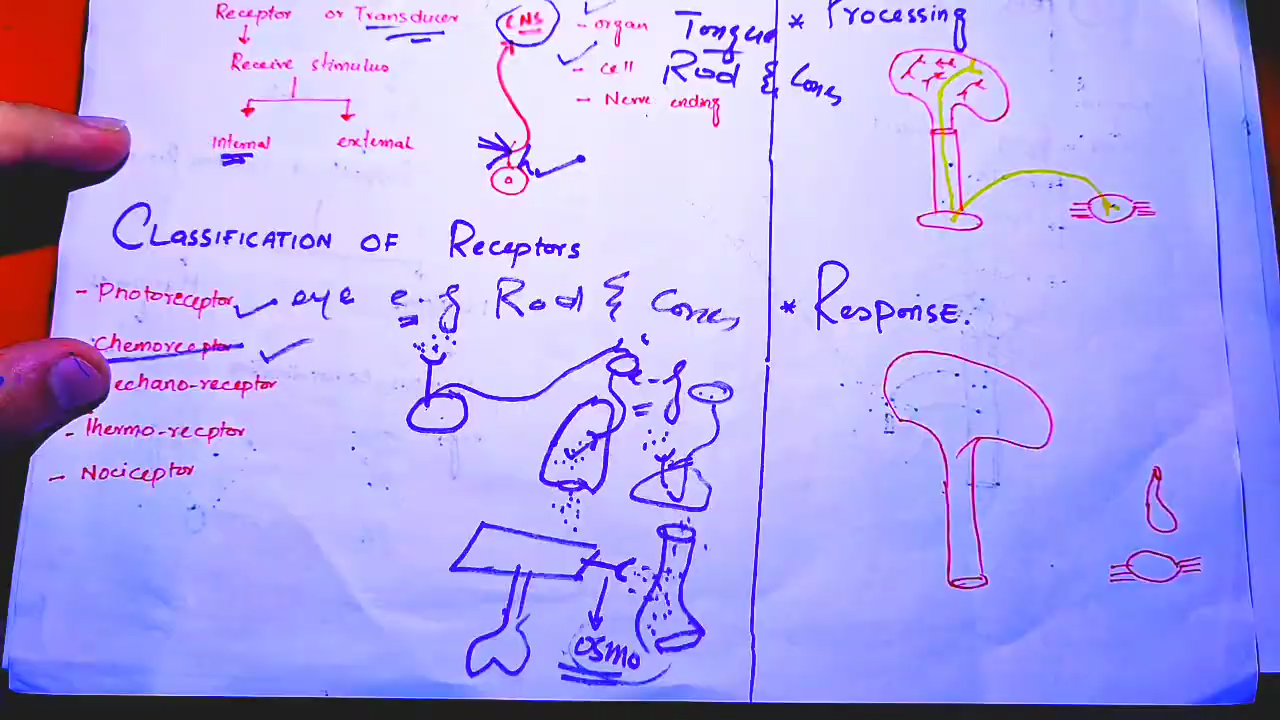 Receptor or Transducer
Receive stimulus
Internal external
CNS
- organ Tongue
- cell Rod & Cones
- Nerve ending
* Processing
CLASSIFICATION OF Receptors
- Photoreceptor eye e.g Rod & Cones
chemoreceptor
echano-receptor
- Thermo-recptor
- Nociceptor
e-g
OSMO
* Response.